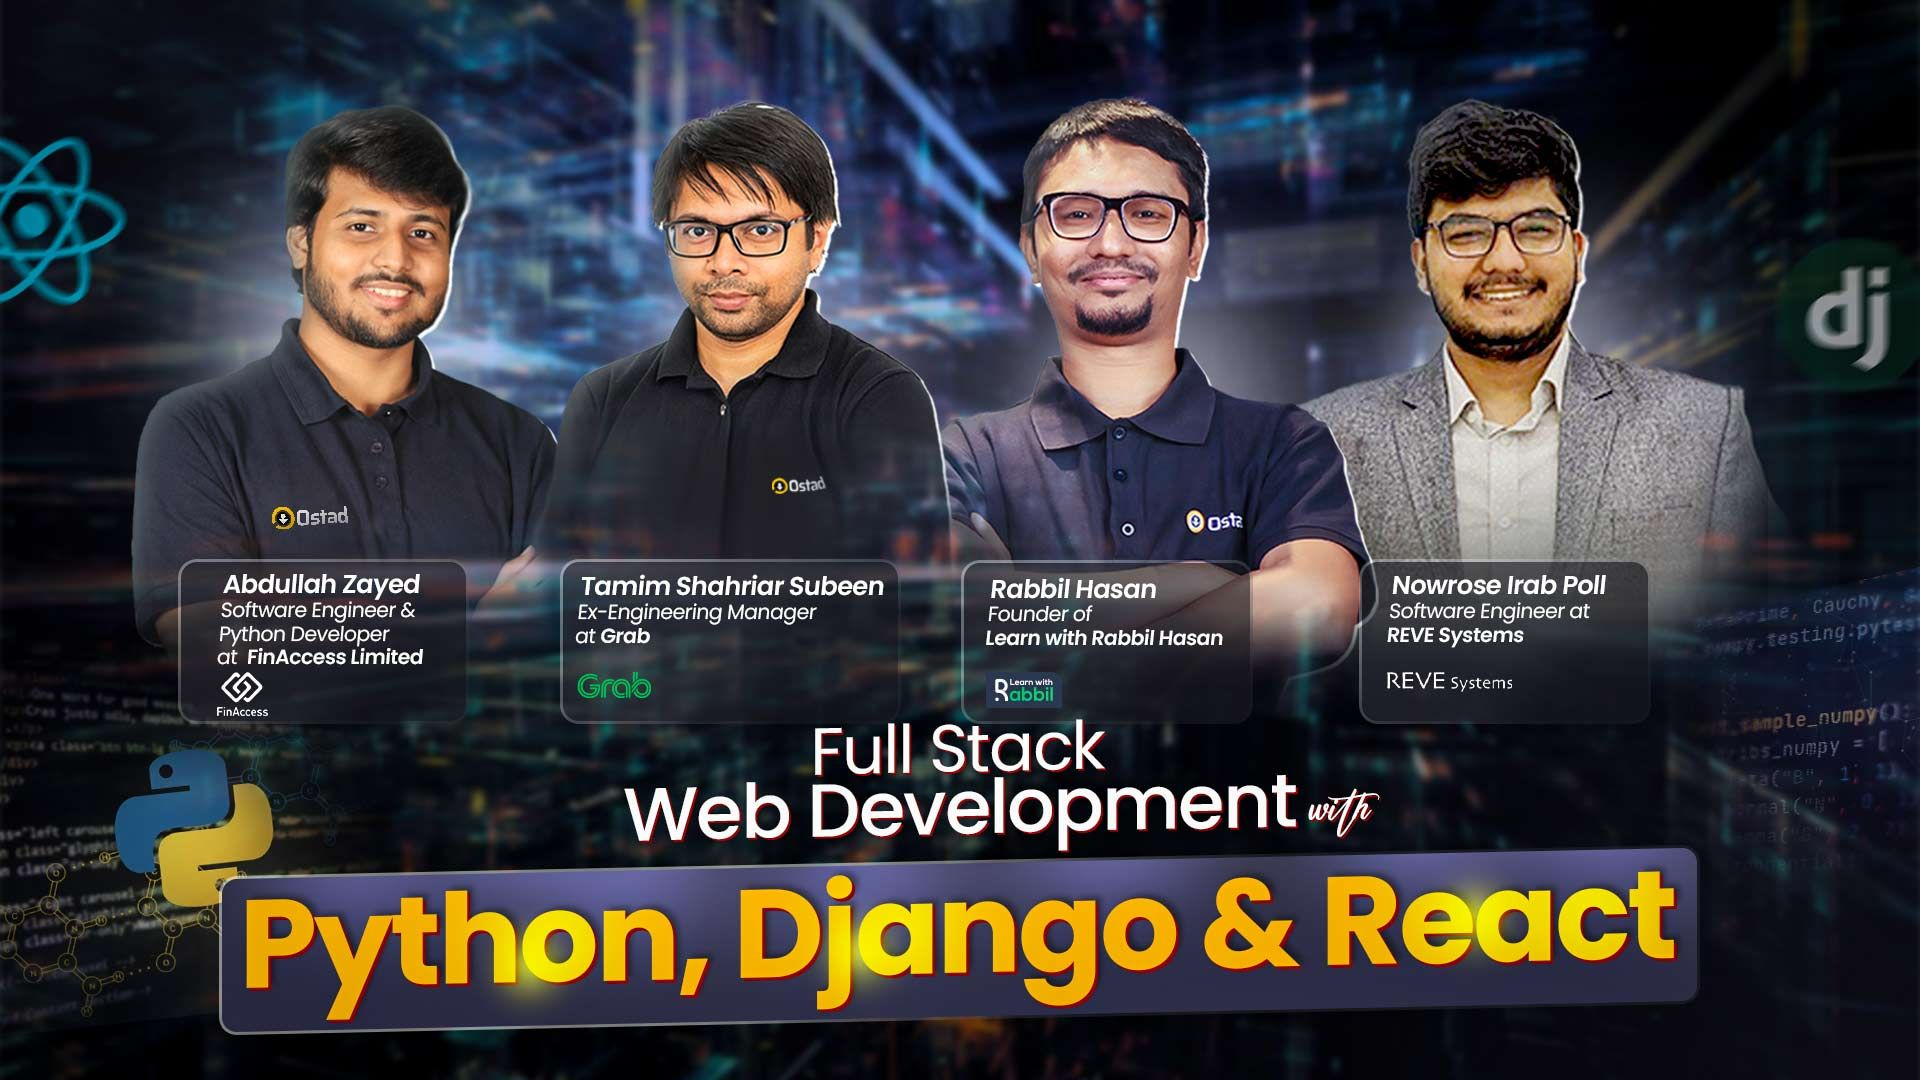 dj
Ostad
Ostad
Osta
Abdullah Zayed
Software Engineer &
Python Developer
at FinAccess Limited
FinAccess
Tamim Shahriar Subeen
Ex-Engineering Manager
at Grab
Grab
Rabbil Hasan
Founder of
Learn with Rabbil Hasan
Learn with
Rabbil
Nowrose Irab Poll
Software Engineer at
REVE Systems
REVE Systems
Full Stack
Web Development with
Python, Django & React